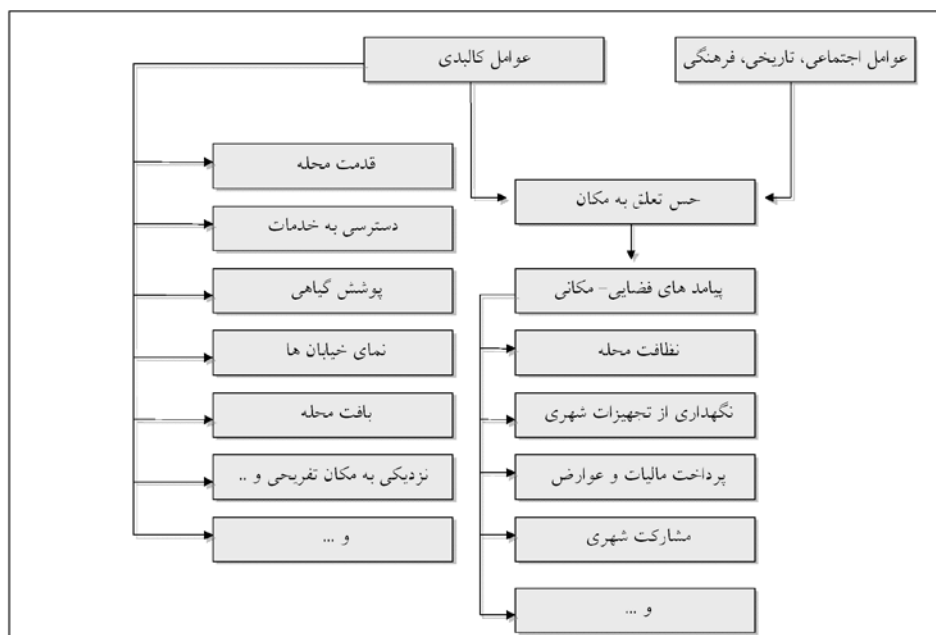 عوامل اجتماعی، تاریخی، فرهنگی
عوامل کالبدی
حس تعلق به مکان
پیامد های فضایی- مکانی
نظافت محله
نگهداری از تجهیزات شهری
پرداخت مالیات و عوارض
مشارکت شهری
و ...
قدمت محله
دسترسی به خدمات
پوشش گیاهی
نمای خیابان ها
بافت محله
نزدیکی به مکان تفریحی و ..
و ...